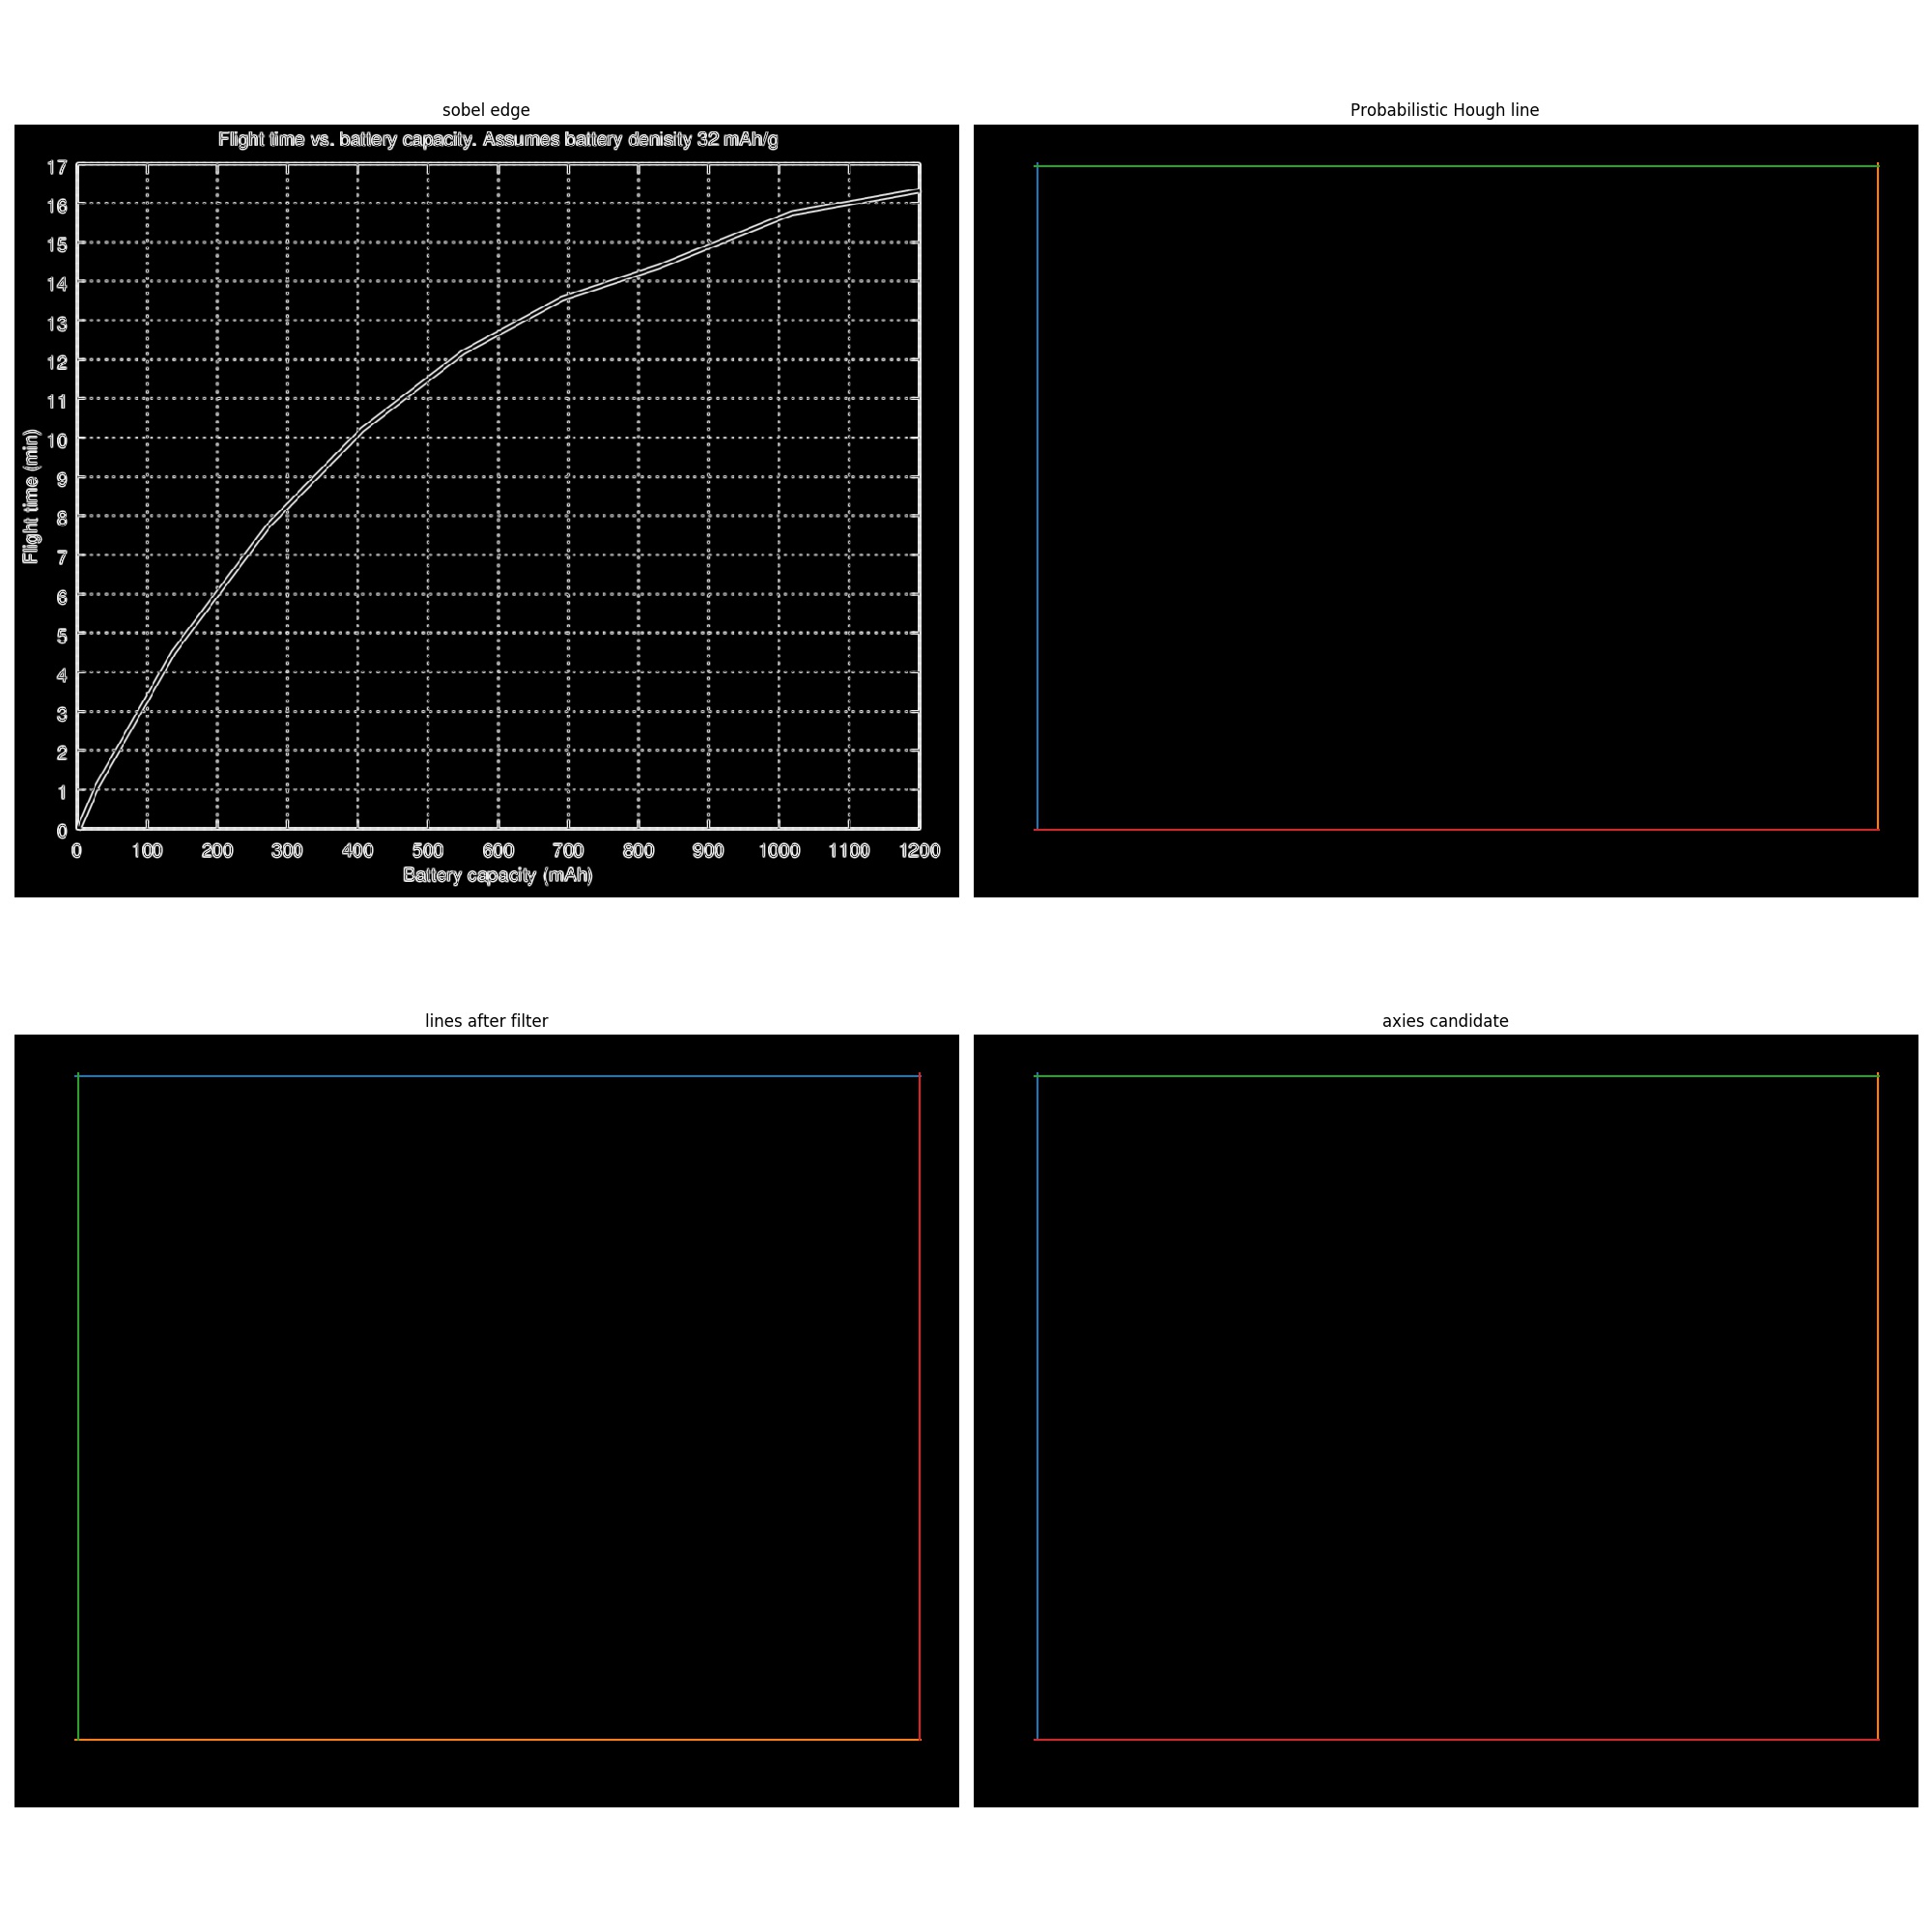 sobel edge
Flight time vs. battery capacity. Assumes battery denisity 32 mAh/g
17
16
15
14
13
12
11
10
9
8
7
6
5
4
3
2
1
0
Flight time (min)
0 100 200 300 400 500 600 700 800 900 1000 1100 1200
Battery capacity (mAh)
Probabilistic Hough line
lines after filter
axies candidate